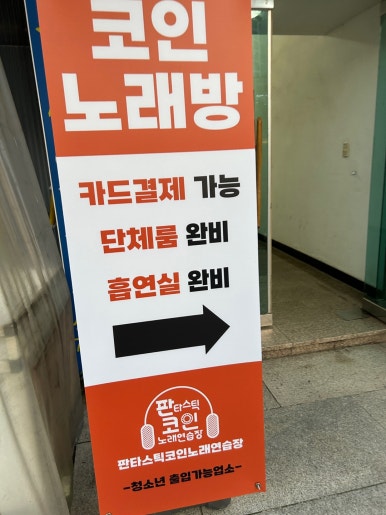 코인
노래방
카드결제 가능
단체룸 완비
흡연실 완비
판타스틱
코인
노래연습장
판타스틱코인노래연습장
-청소년 출입가능업소-